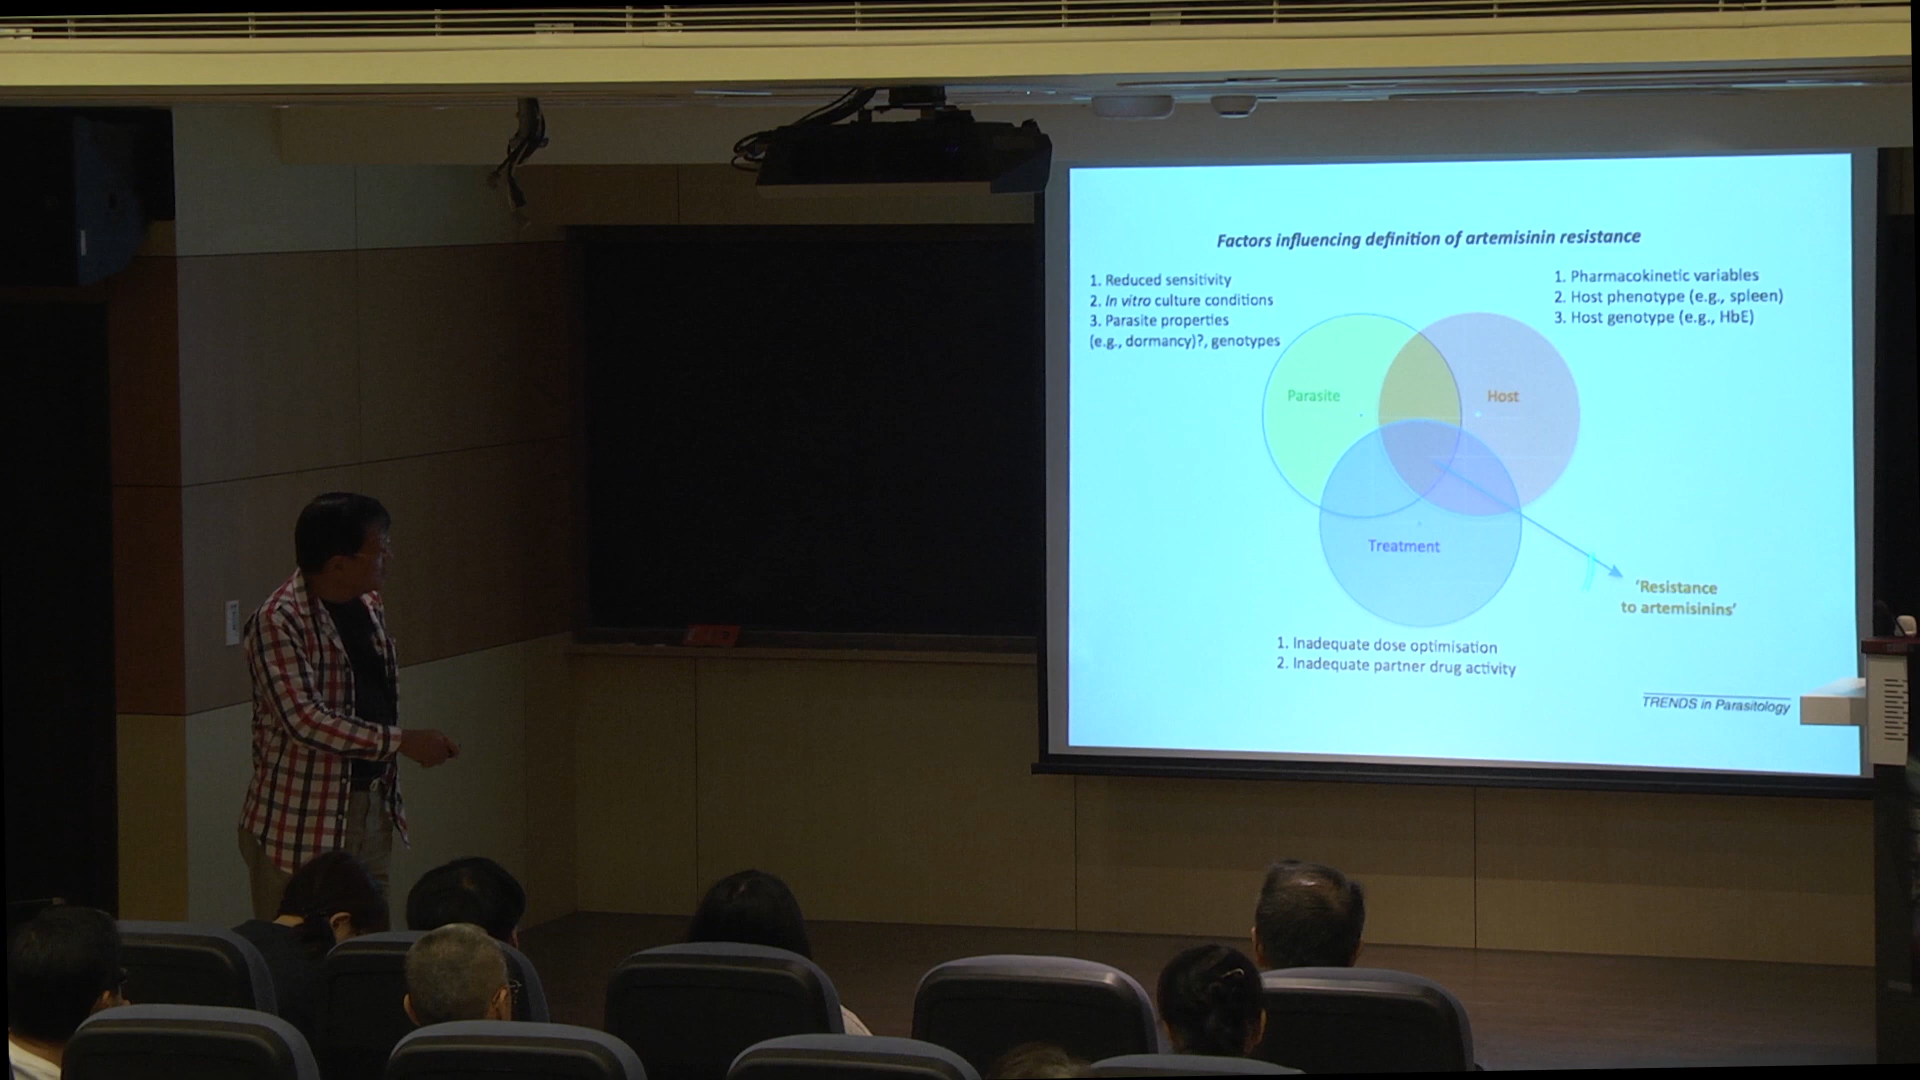 Factors influencing definition of artemisinin resistance
1. Reduced sensitivity
2. In vitro culture conditions
3. Parasite properties
(e.g., dormancy)?, genotypes
1. Pharmacokinetic variables
2. Host phenotype (e.g., spleen)
3. Host genotype (e.g., HbE)
Parasite
Host
Treatment
'Resistance
to artemisinins'
1. Inadequate dose optimisation
2. Inadequate partner drug activity
TRENDS in Parasitology